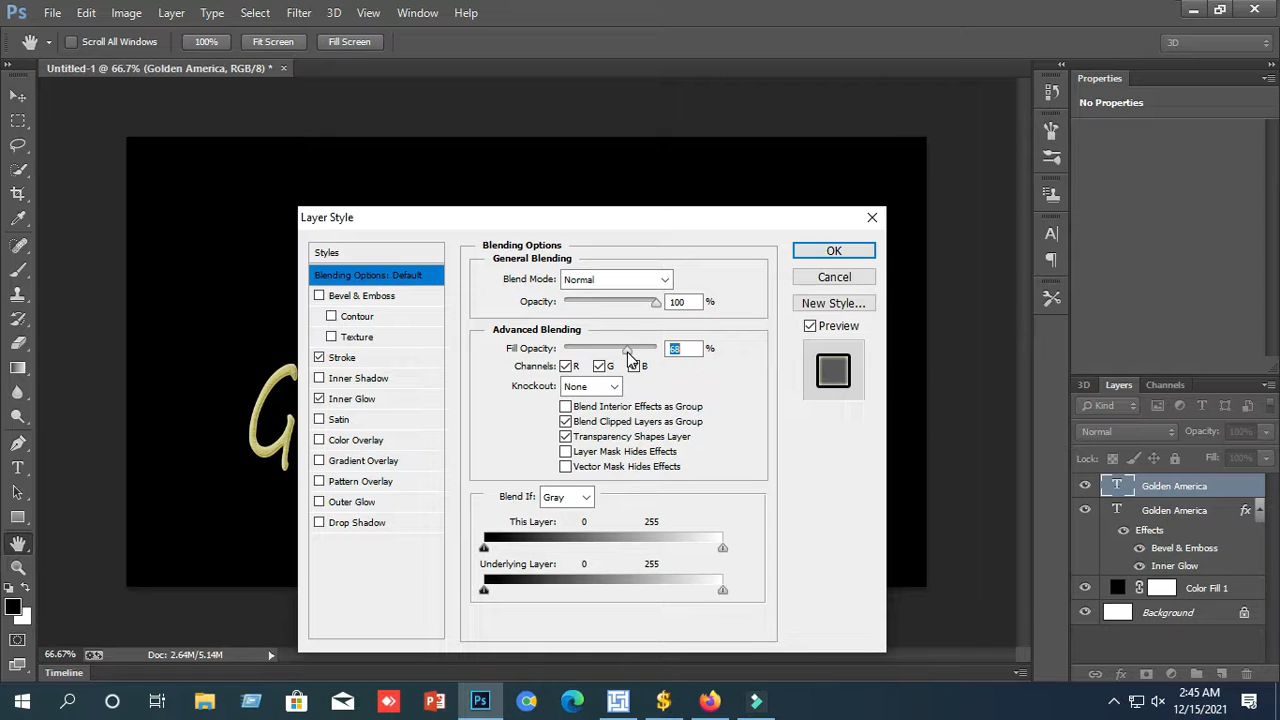 Ps File Edit Image Layer Type Select Filter 3D View Window Help
Scroll All Windows 100% Fit Screen Fill Screen 3D
Untitled-1 @ 66.7% (Golden America, RGB/8) *
Properties
No Properties
Layer Style
Styles
Blending Options: Default
Bevel & Emboss
Contour
Texture
Stroke
Inner Shadow
Inner Glow
Satin
Color Overlay
Gradient Overlay
Pattern Overlay
Outer Glow
Drop Shadow
Blending Options
General Blending
Blend Mode: Normal
Opacity: 100 %
Advanced Blending
Fill Opacity: 68 %
Channels: R G B
Knockout: None
Blend Interior Effects as Group
Blend Clipped Layers as Group
Transparency Shapes Layer
Layer Mask Hides Effects
Vector Mask Hides Effects
Blend If: Gray
This Layer: 0 255
Underlying Layer: 0 255
OK
Cancel
New Style...
Preview
G
3D Layers Channels
Kind
Normal Opacity: 100%
Lock: Fill: 100%
T Golden America
T Golden America fx
Effects
Bevel & Emboss
Inner Glow
Color Fill 1
Background
66.67% Doc: 2.64M/5.14M
Timeline
2:45 AM
12/15/2021